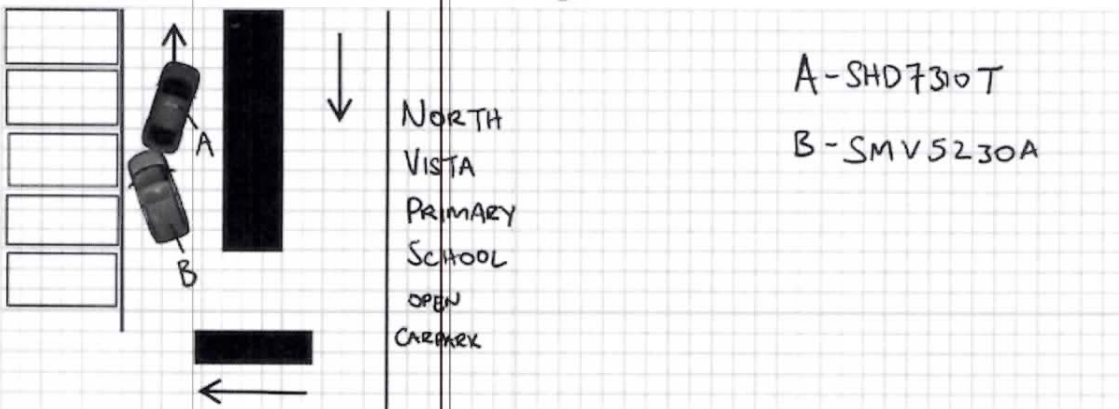 A
B
NORTH
VISTA
PRIMARY
SCHOOL
OPEN
CARPARK
A-SHD7310T
B-SMV5230A